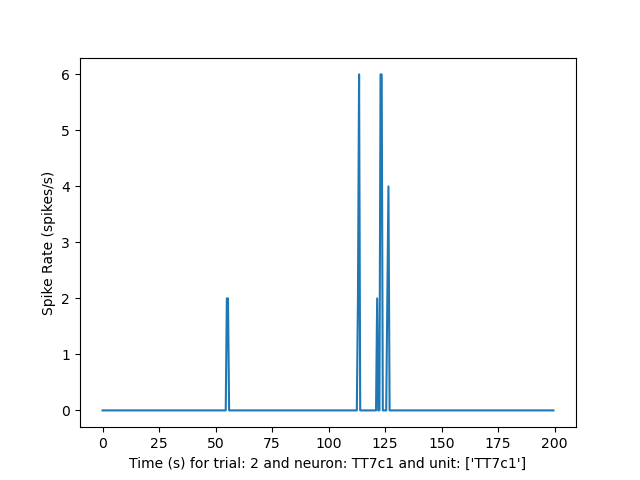 6
5
4
3
2
1
0
Spike Rate (spikes/s)
0 25 50 75 100 125 150 175 200
Time (s) for trial: 2 and neuron: TT7c1 and unit: ['TT7c1']